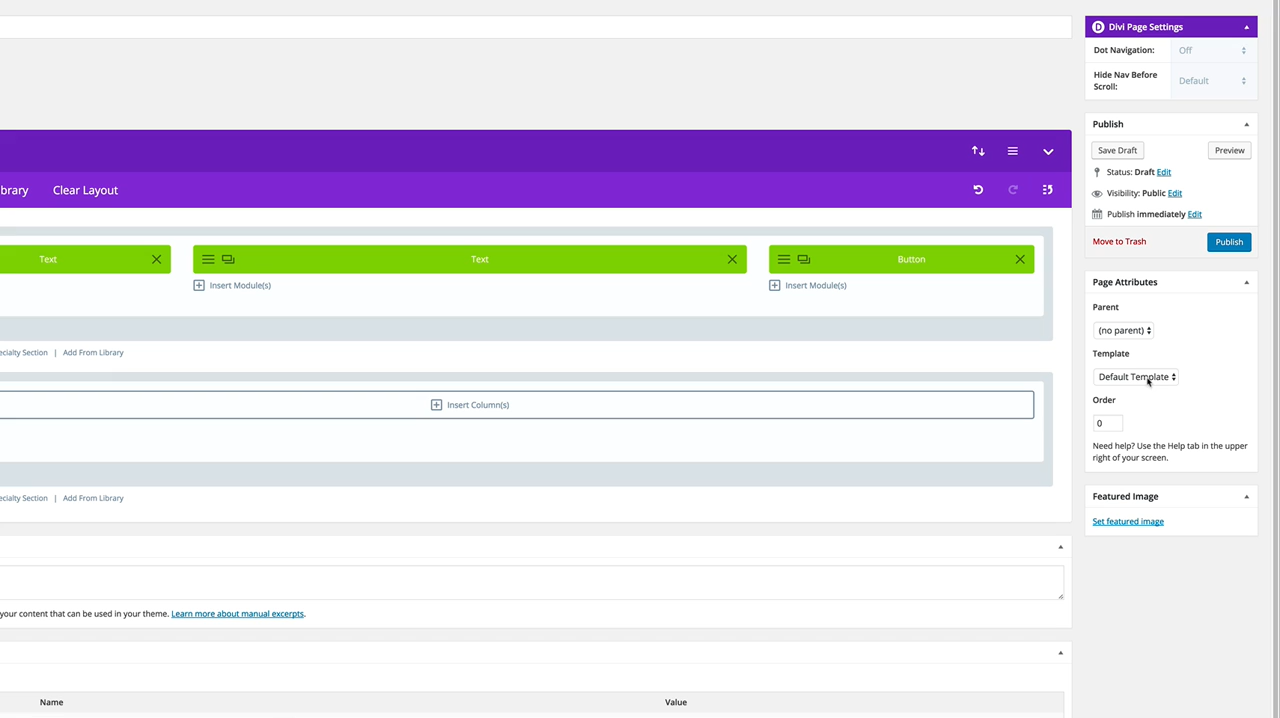 Divi Page Settings
Dot Navigation:
Off
Hide Nav Before
Scroll:
Default
Publish
Save Draft
Preview
Status: Draft Edit
Visibility: Public Edit
Publish immediately Edit
Move to Trash
Publish
brary
Clear Layout
Text
Text
Button
Insert Module(s)
Insert Module(s)
ecialty Section | Add From Library
Insert Column(s)
ecialty Section | Add From Library
Page Attributes
Parent
(no parent)
Template
Default Template
Order
0
Need help? Use the Help tab in the upper
right of your screen.
Featured Image
Set featured image
your content that can be used in your theme. Learn more about manual excerpts.
Name
Value